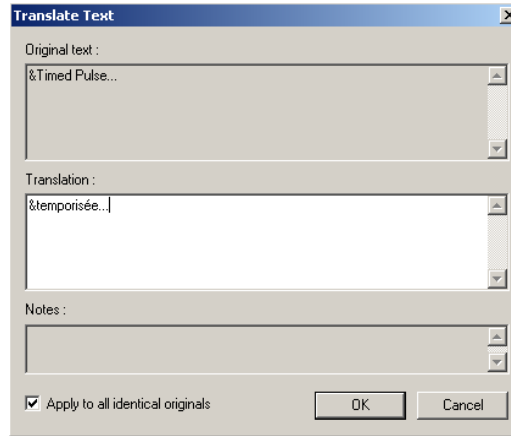 Translate Text
Original text :
&Timed Pulse...
Translation :
&temporisée...
Notes :
Apply to all identical originals
OK
Cancel